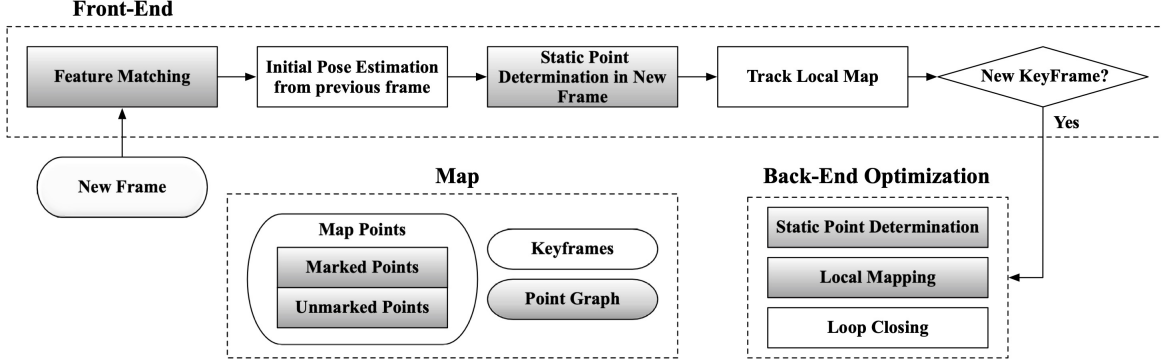 Front-End
Feature Matching
Initial Pose Estimation
from previous frame
Static Point
Determination in New
Frame
Track Local Map
New KeyFrame?
Yes
New Frame
Map
Map Points
Marked Points
Unmarked Points
Keyframes
Point Graph
Back-End Optimization
Static Point Determination
Local Mapping
Loop Closing